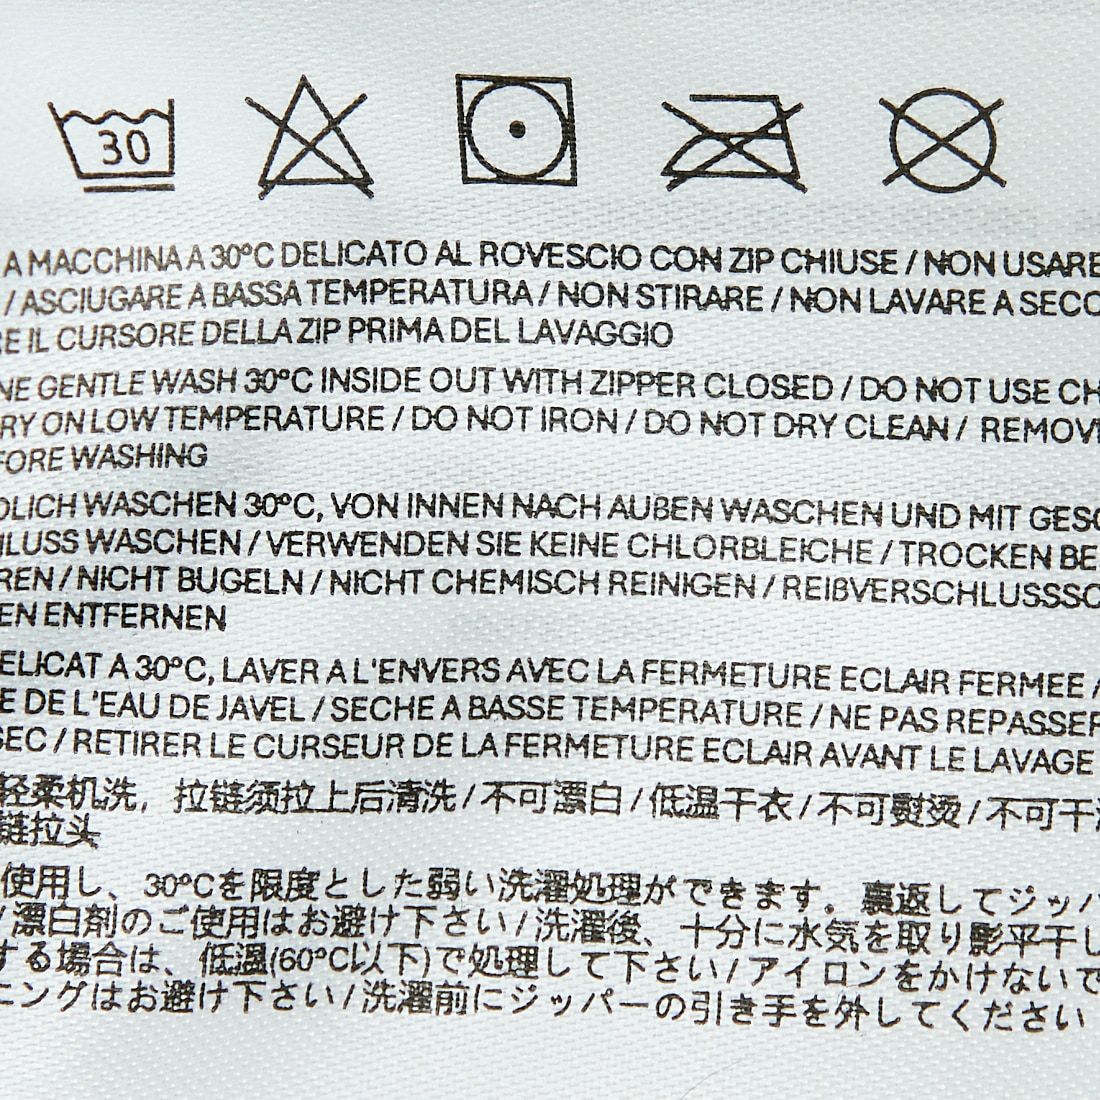 30
A MACCHINA A 30°C DELICATO AL ROVESCIO CON ZIP CHIUSE / NON USARE
/ ASCIUGARE A BASSA TEMPERATURA / NON STIRARE / NON LAVARE A SECC
RE IL CURSORE DELLA ZIP PRIMA DEL LAVAGGIO
NE GENTLE WASH 30°C INSIDE OUT WITH ZIPPER CLOSED / DO NOT USE CH
RY ON LOW TEMPERATURE / DO NOT IRON / DO NOT DRY CLEAN / REMOV
FORE WASHING
DLICH WASCHEN 30°C, VON INNEN NACH AUßEN WASCHEN UND MIT GESC
HLUSS WASCHEN / VERWENDEN SIE KEINE CHLORBLEICHE / TROCKEN BE
REN / NICHT BUGELN / NICHT CHEMISCH REINIGEN / REIßVERSCHLUSSSC
EN ENTFERNEN
ELICAT A 30°C, LAVER A L'ENVERS AVEC LA FERMETURE ECLAIR FERMEE /
E DE L'EAU DE JAVEL / SECHE A BASSE TEMPERATURE / NE PAS REPASSER
SEC / RETIRER LE CURSEUR DE LA FERMETURE ECLAIR AVANT LE LAVAGE
轻柔机洗，拉链须拉上后清洗 / 不可漂白 / 低温干衣 / 不可熨烫 / 不可干
链拉头
使用し、30°Cを限度とした弱い洗濯処理ができます。裏返してジッパ
/ 漂白剤のご使用はお避け下さい / 洗濯後、十分に水気を取り影平干し
する場合は、低温(60°C以下)で処理して下さい / アイロンをかけないで
ニングはお避け下さい / 洗濯前にジッパーの引き手を外してください